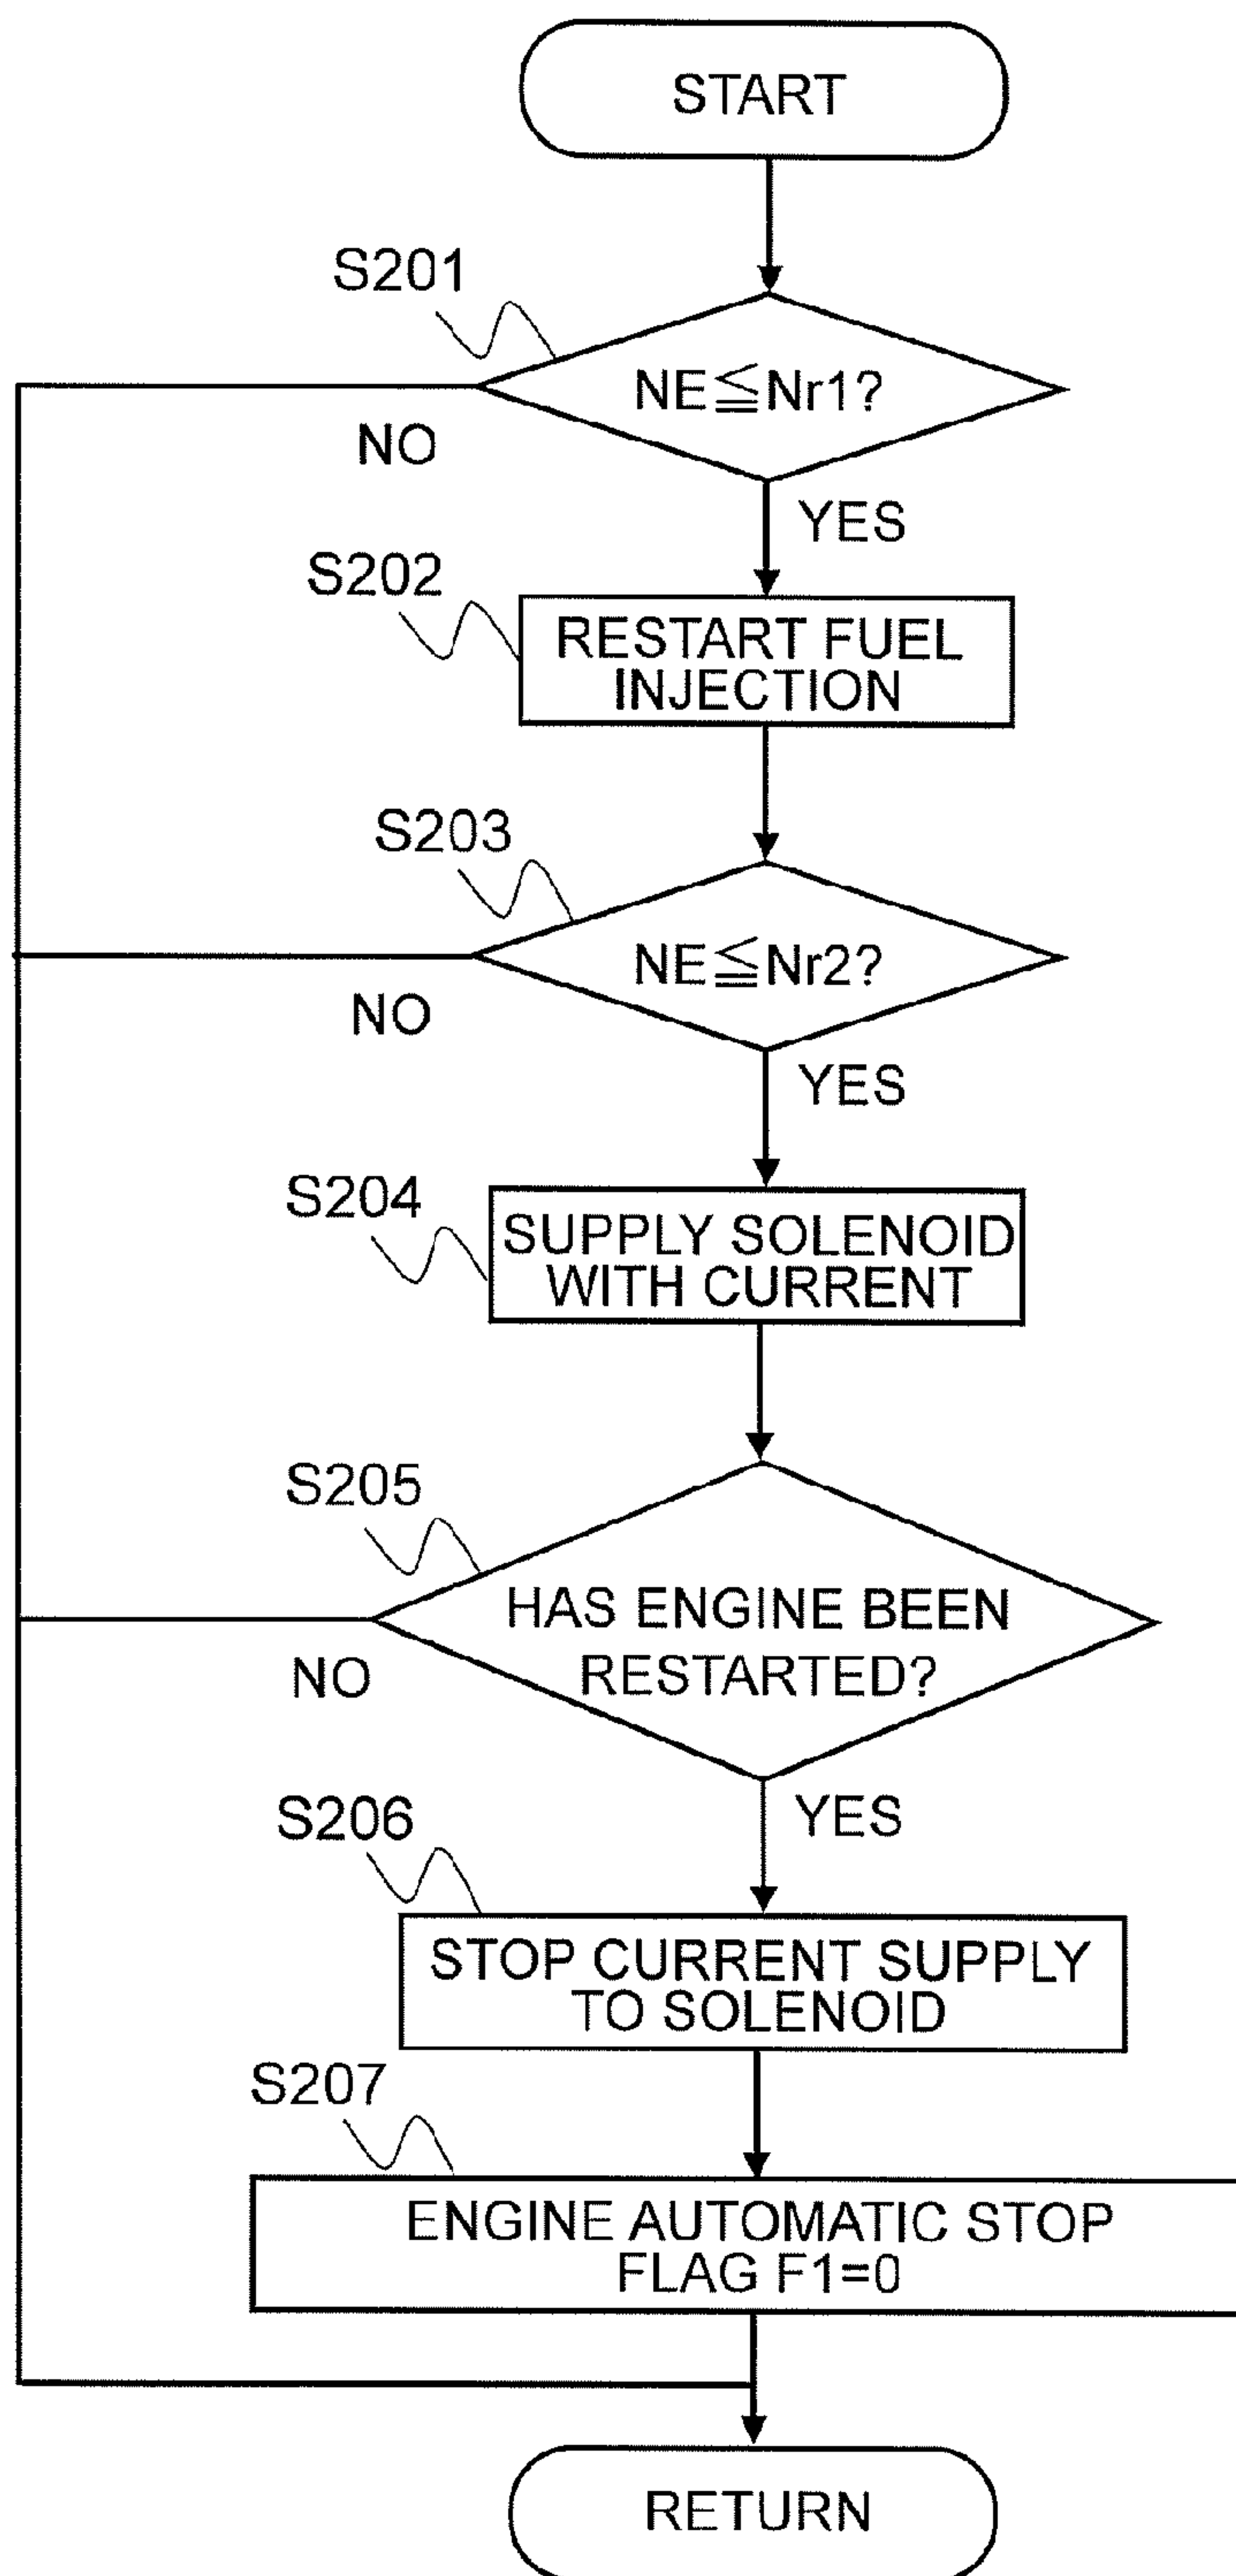 START
S201
NE≦Nr1?
NO
YES
S202
RESTART FUEL
INJECTION
S203
NE≦Nr2?
NO
YES
S204
SUPPLY SOLENOID
WITH CURRENT
S205
HAS ENGINE BEEN
RESTARTED?
NO
YES
S206
STOP CURRENT SUPPLY
TO SOLENOID
S207
ENGINE AUTOMATIC STOP
FLAG F1=0
RETURN